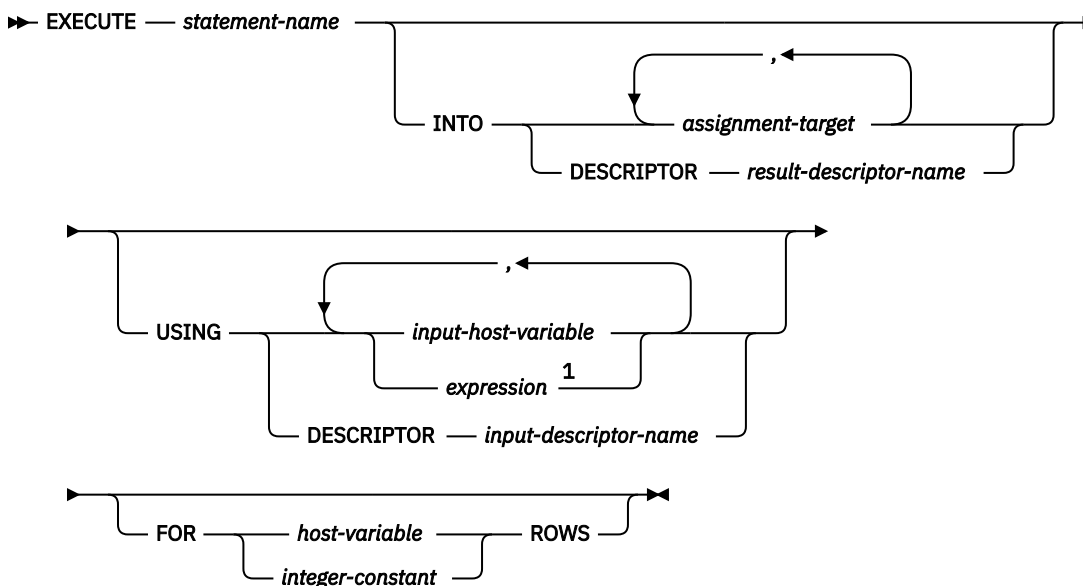 EXECUTE statement-name
,
INTO assignment-target
DESCRIPTOR result-descriptor-name
,
USING input-host-variable
expression 1
DESCRIPTOR input-descriptor-name
FOR host-variable ROWS
integer-constant